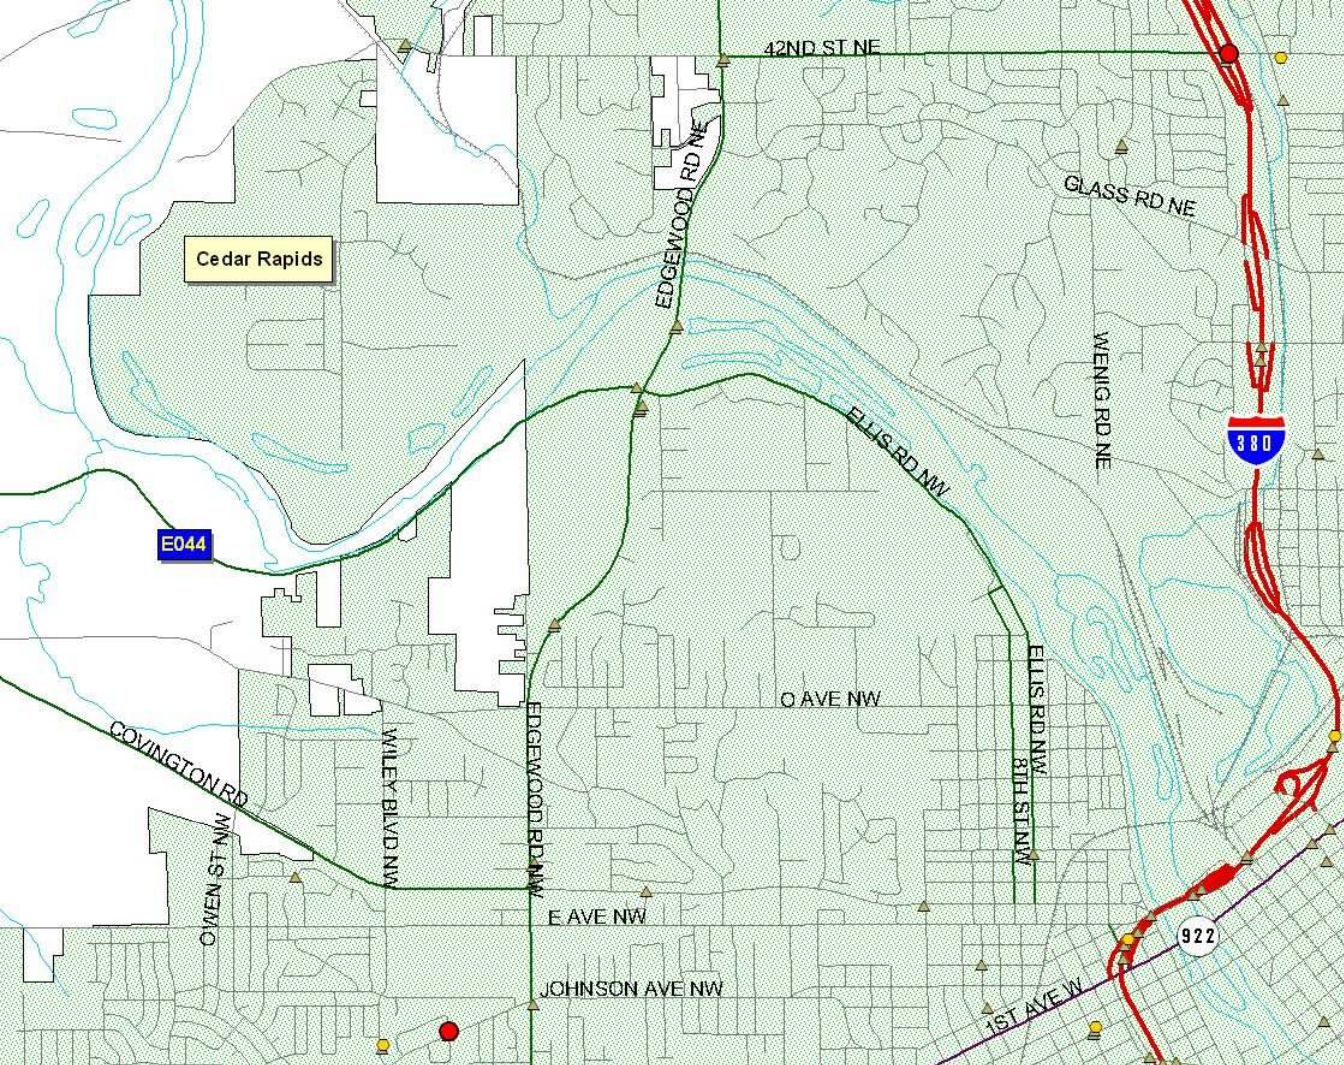 42ND ST NE
EDGEWOOD RD NE
GLASS RD NE
Cedar Rapids
WENIG RD NE
ELLIS RD NW
380
E044
O AVE NW
ELLIS RD NW
COVINGTON RD
WILEY BLVD NW
EDGEWOOD RD NW
8TH ST NW
OWEN ST NW
E AVE NW
922
JOHNSON AVE NW
1ST AVE W